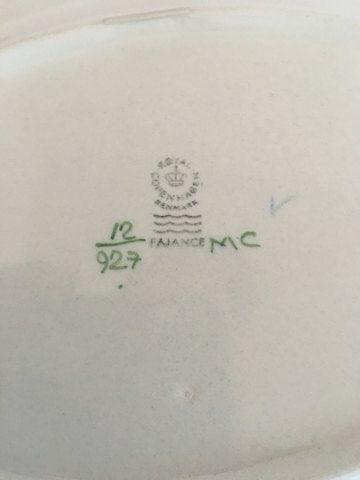 ROYAL
COPENHAGEN
DENMARK
FAJANCE
12
927
MC